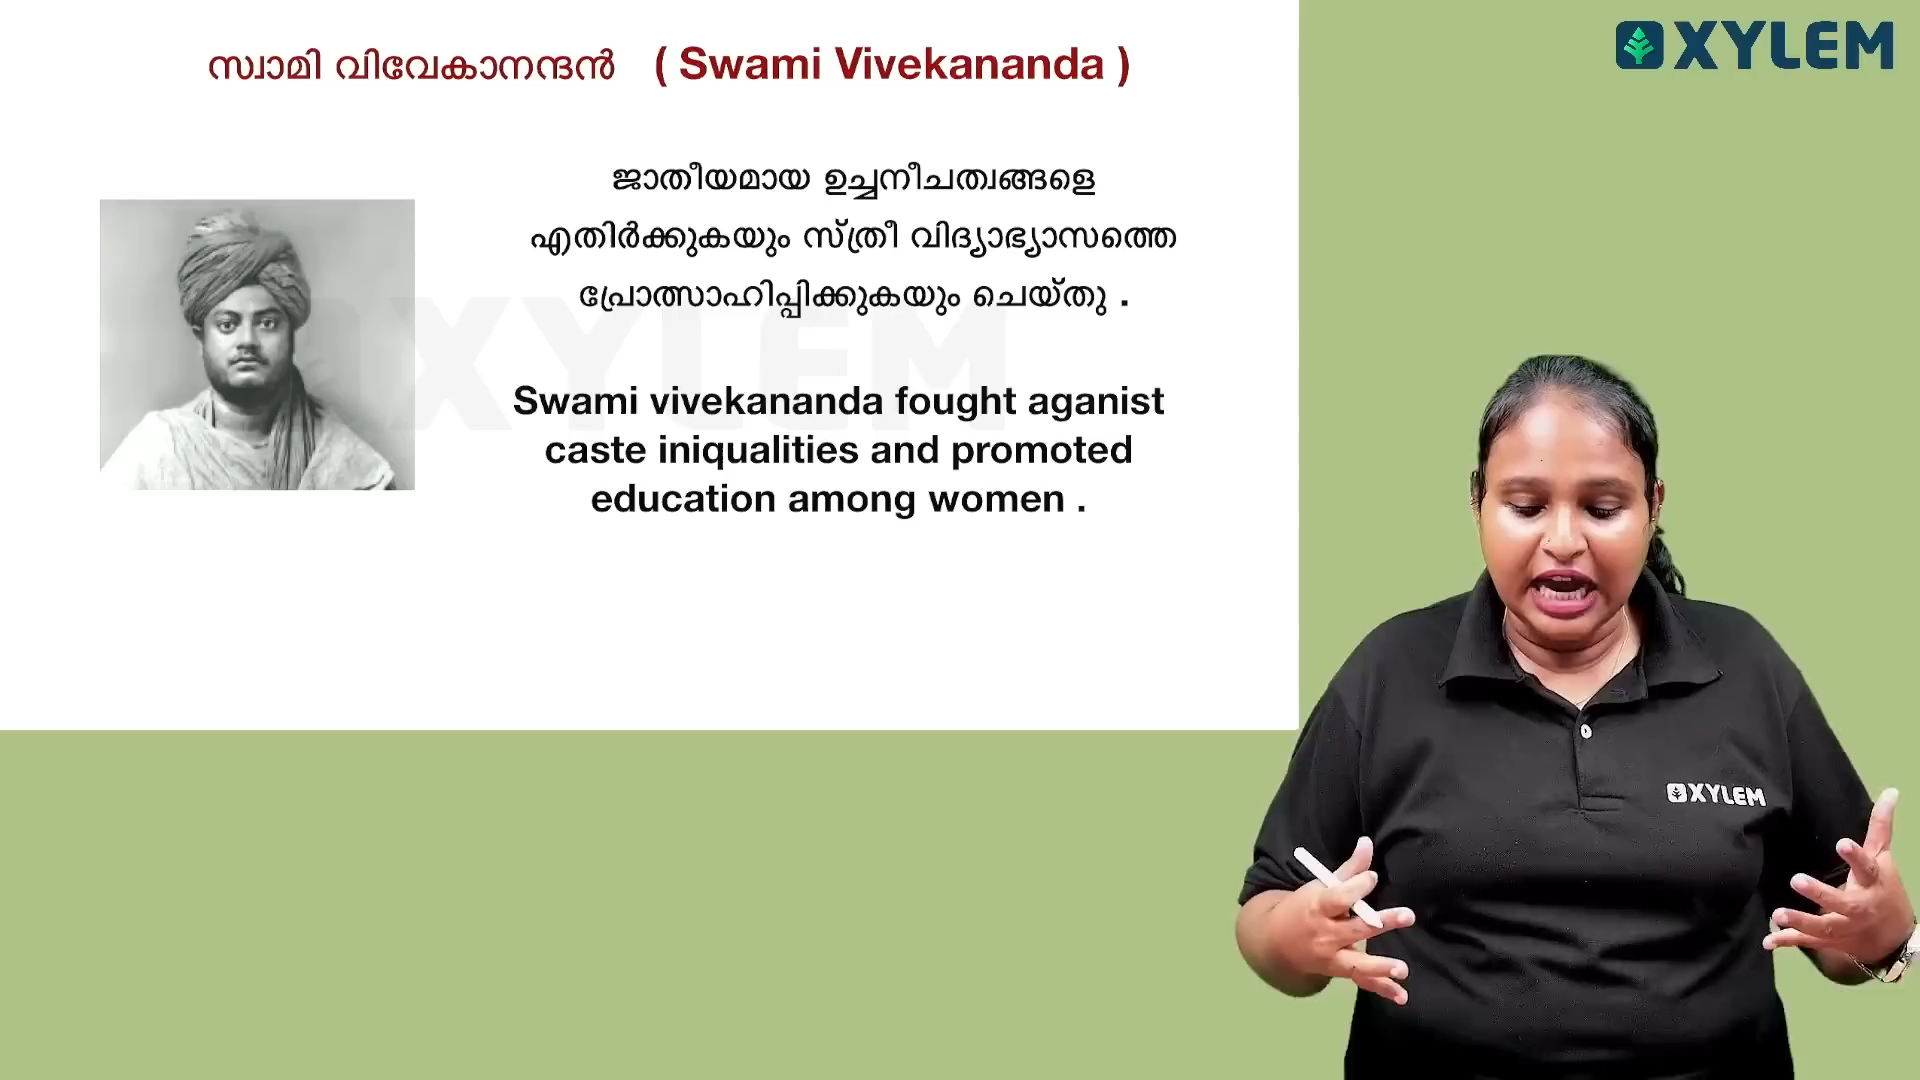 XYLEM
സ്വാമി വിവേകാനന്ദൻ ( Swami Vivekananda )
ജാതീയമായ ഉച്ചനീചത്വങ്ങളെ
എതിർക്കുകയും സ്ത്രീ വിദ്യാഭ്യാസത്തെ
പ്രോത്സാഹിപ്പിക്കുകയും ചെയ്തു .
XYLEM
Swami vivekananda fought aganist
caste iniqualities and promoted
education among women .
XYLEM